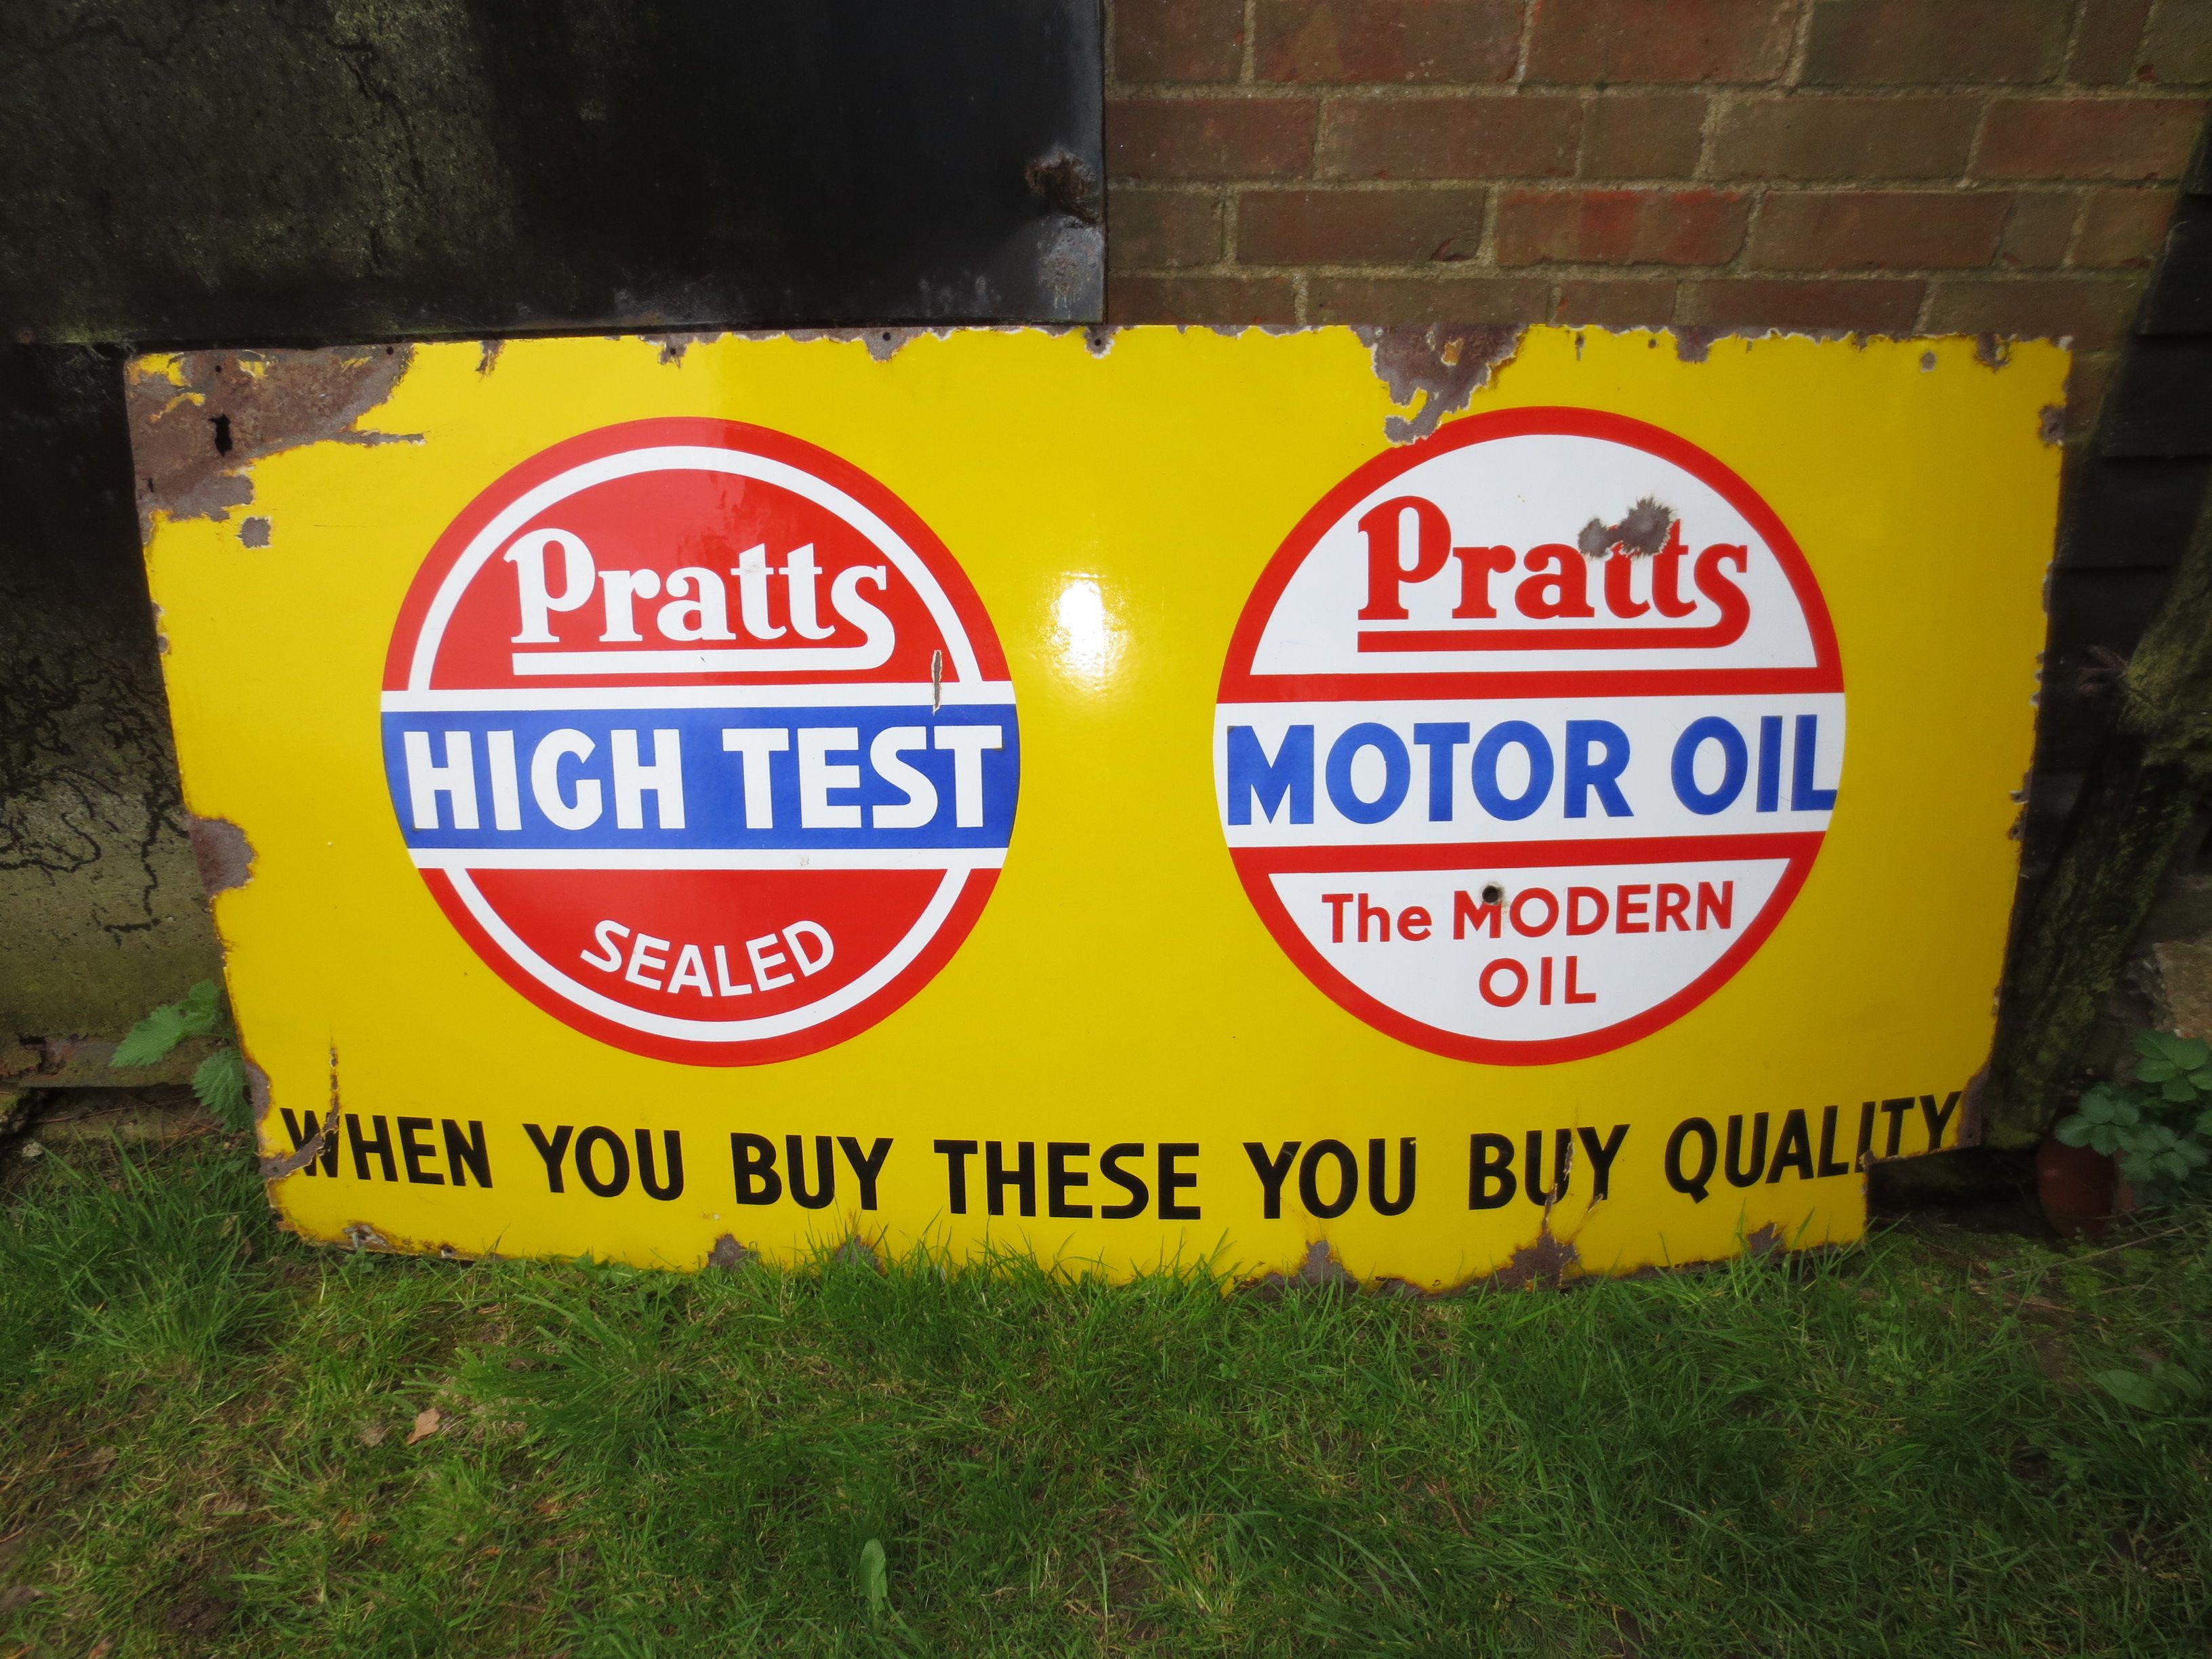 Pratts
HIGH TEST
SEALED
Pratts
MOTOR OIL
The MODERN
OIL
WHEN YOU BUY THESE YOU BUY QUALITY